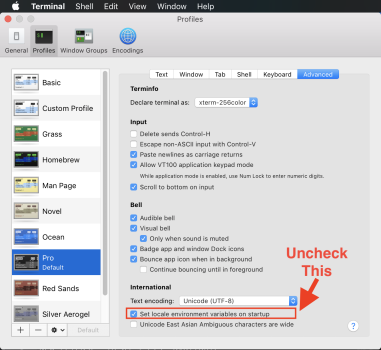 Terminal Shell Edit View Window Help
Profiles
General Profiles Window Groups Encodings
Text Window Tab Shell Keyboard Advanced
Basic
Custom Profile
Grass
Homebrew
Man Page
Novel
Ocean
Pro
Default
Red Sands
Silver Aerogel
+ − Default
Terminfo
Declare terminal as: xterm-256color
Input
Delete sends Control-H
Escape non-ASCII input with Control-V
Paste newlines as carriage returns
Allow VT100 application keypad mode
While application mode is enabled, use Num Lock to enter numeric digits.
Scroll to bottom on input
Bell
Audible bell
Visual bell
Only when sound is muted
Badge app and window Dock icons
Bounce app icon when in background
Continue bouncing until in foreground
Uncheck
This
International
Text encoding: Unicode (UTF-8)
Set locale environment variables on startup
Unicode East Asian Ambiguous characters are wide
?